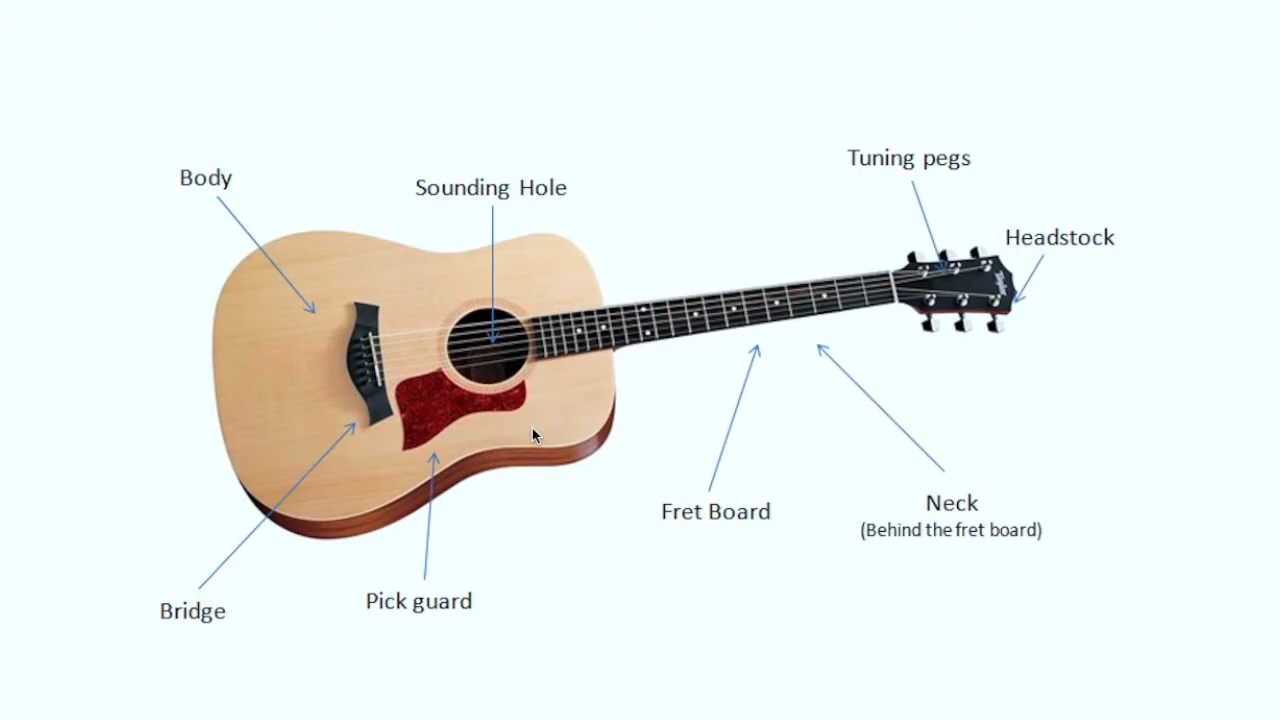 Tuning pegs
Body
Sounding Hole
Headstock
Neck
Fret Board
(Behind the fret board)
Pick guard
Bridge